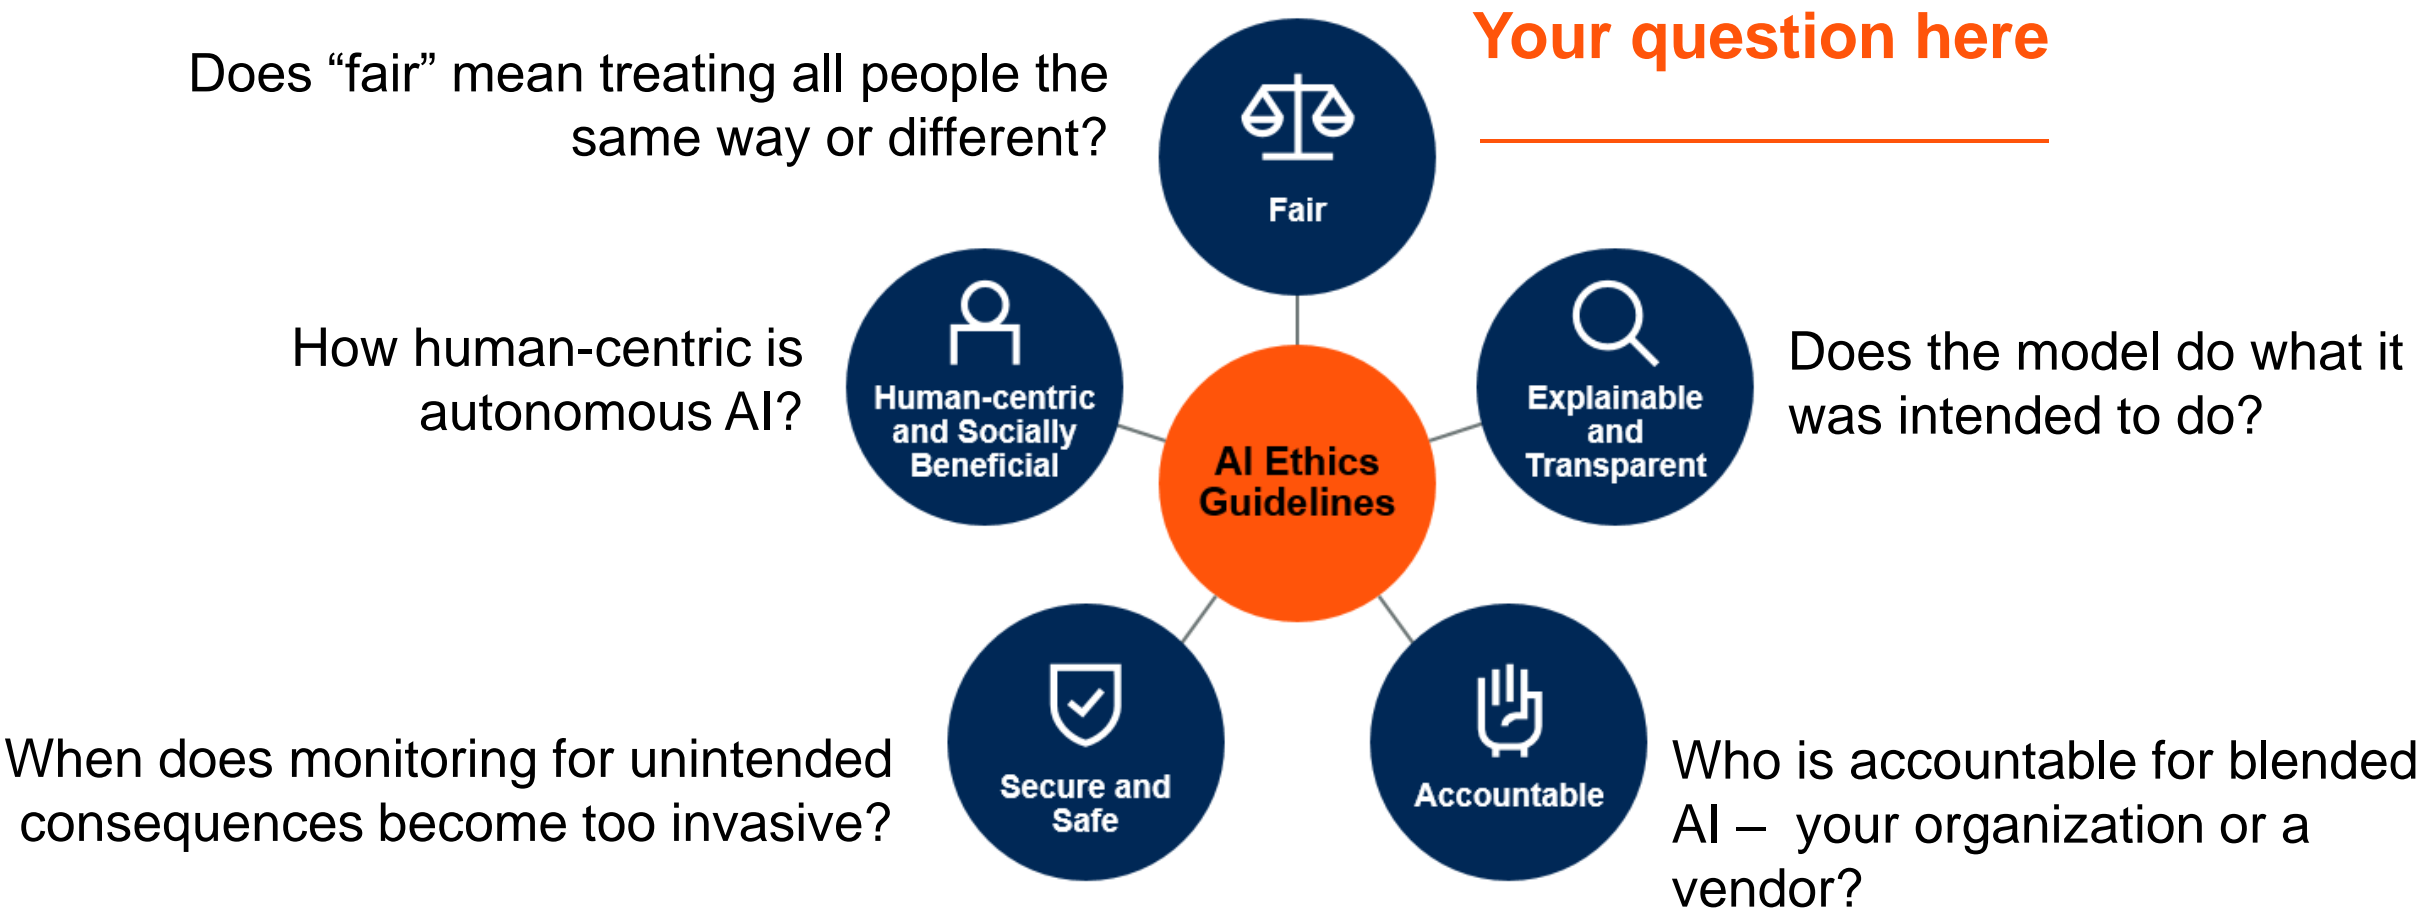 Your question here
Does “fair” mean treating all people the
same way or different?
Fair
How human-centric is
autonomous AI?
Human-centric
and Socially
Beneficial
AI Ethics
Guidelines
Explainable
and
Transparent
Does the model do what it
was intended to do?
When does monitoring for unintended
consequences become too invasive?
Secure and
Safe
Accountable
Who is accountable for blended
AI – your organization or a
vendor?